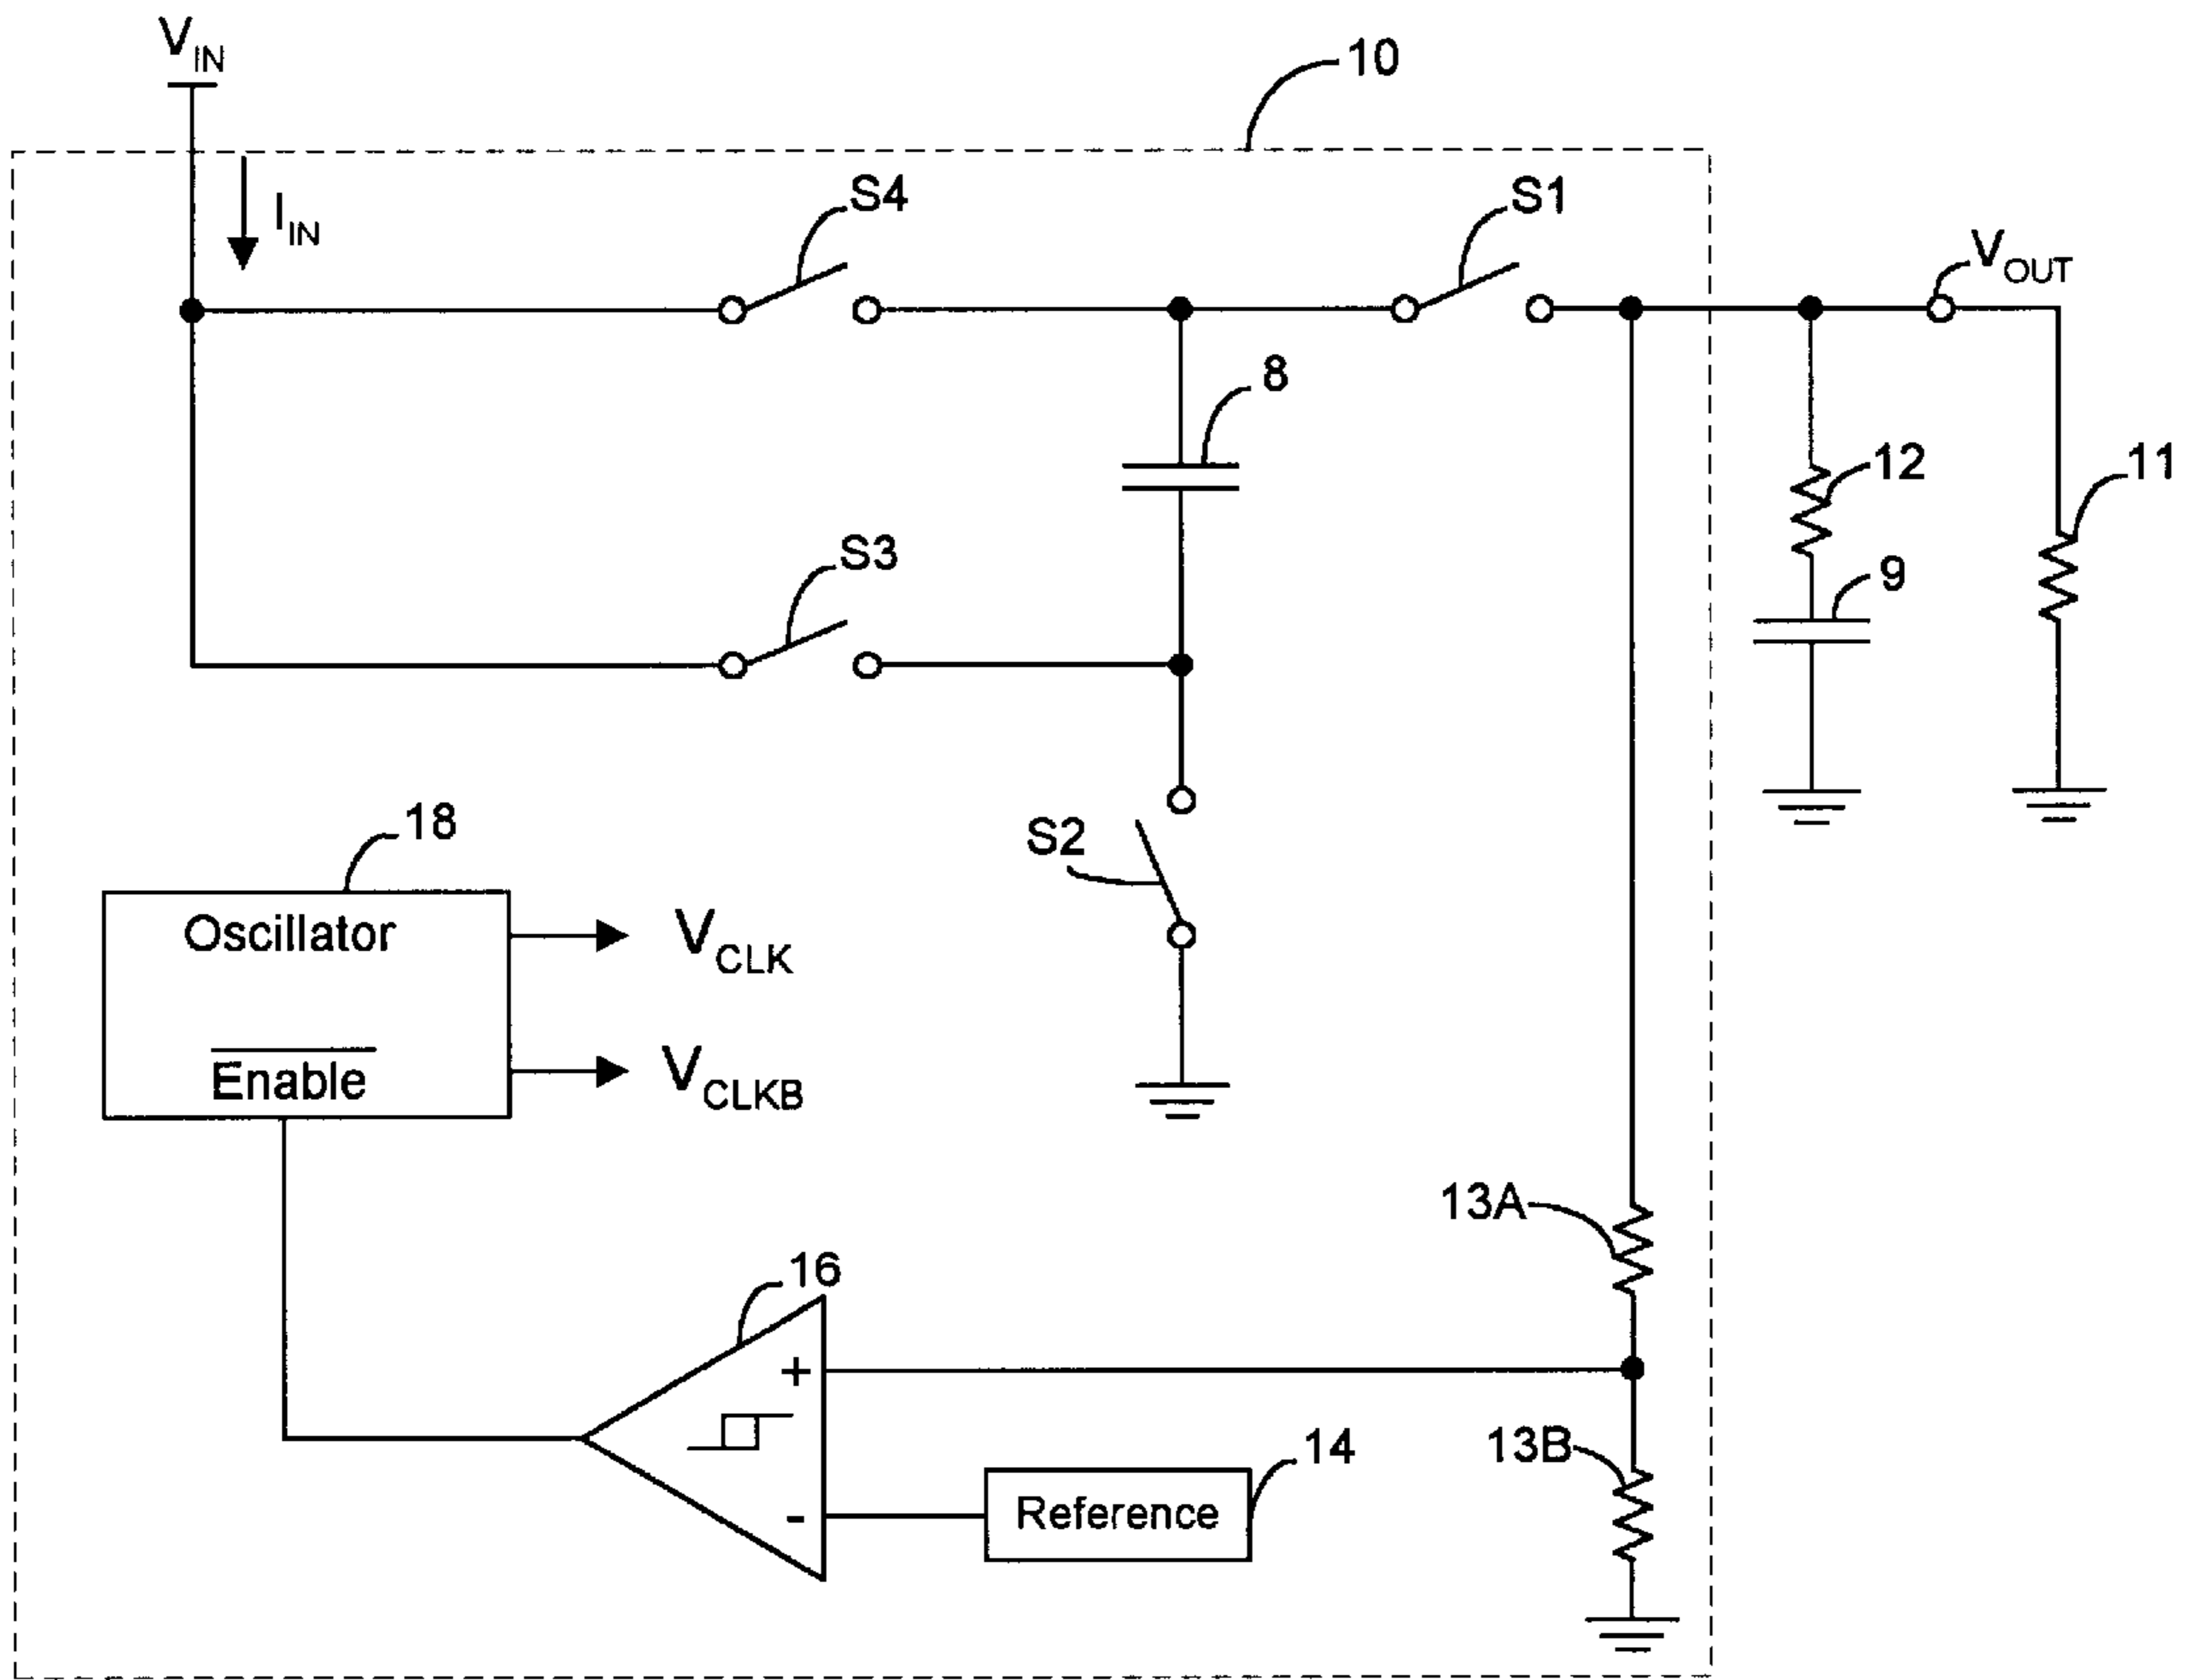 V_IN
10
I_IN
S4
S1
V_OUT
8
12
11
S3
9
18
S2
Oscillator
V_CLK
Enable
V_CLKB
13A
16
+
13B
14
-
Reference